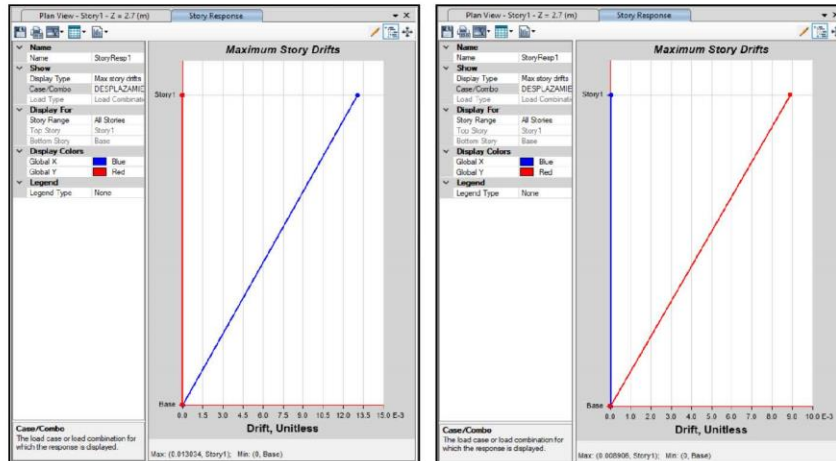 Plan View - Story1 - Z = 2.7 (m)
Story Response
Name
Name StoryResp1
Show
Display Type Max story drifts
Case/Combo DESPLAZAMIE
Load Type Load Combinati
Display For
Story Range All Stories
Top Story Story1
Bottom Story Base
Display Colors
Global X Blue
Global Y Red
Legend
Legend Type None
Case/Combo
The load case or load combination for
which the response is displayed.
Maximum Story Drifts
Story1
Base
0.0 1.5 3.0 4.5 6.0 7.5 9.0 10.5 12.0 13.5 15.0 E-3
Drift, Unitless
Max: (0.013034, Story1); Min: (0, Base)
Plan View - Story1 - Z = 2.7 (m)
Story Response
Name
Name StoryResp1
Show
Display Type Max story drifts
Case/Combo DESPLAZAMIE
Load Type Load Combinati
Display For
Story Range All Stories
Top Story Story1
Bottom Story Base
Display Colors
Global X Blue
Global Y Red
Legend
Legend Type None
Case/Combo
The load case or load combination for
which the response is displayed.
Maximum Story Drifts
Story1
Base
0.0 1.0 2.0 3.0 4.0 5.0 6.0 7.0 8.0 9.0 10.0 E-3
Drift, Unitless
Max: (0.008908, Story1); Min: (0, Base)